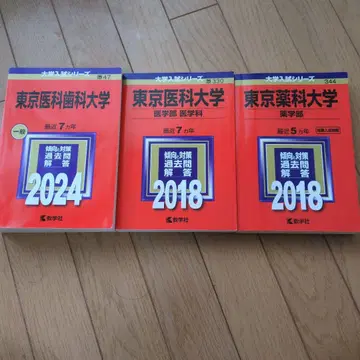 大学入試シリーズ
47
東京医科歯科大学
最近7カ年
一般
傾向と対策
過去問
解答
2024
教学社
大学入試シリーズ
東京医科大学
医学部 医学科
最近7カ年
傾向と対策
過去問
解答
2018
教学社
大学入試シリーズ
344
東京薬科大学
薬学部
最近5カ年
傾向と対策
過去問
解答
2018
教学社